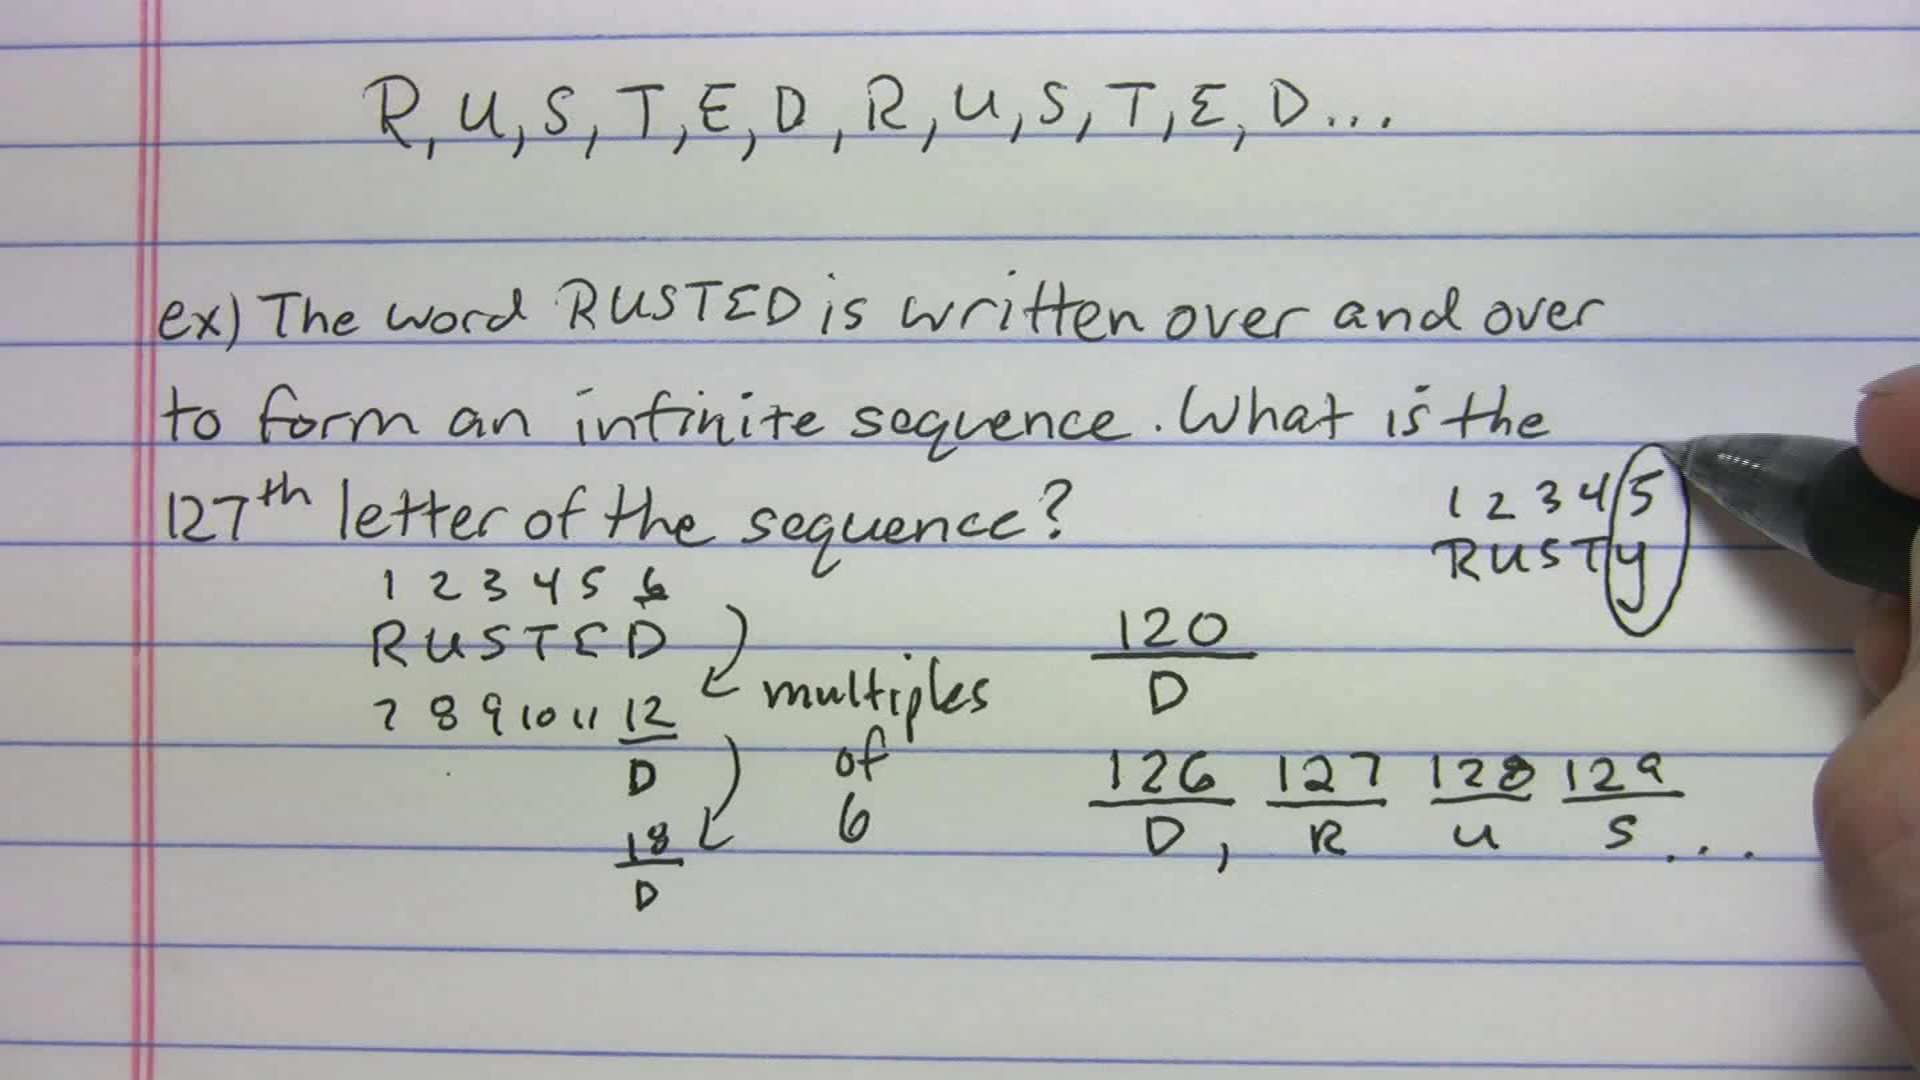 R, U, S, T, E, D, R, U, S, T, E, D...
ex) The word RUSTED is written over and over
to form an infinite sequence. What is the
127th letter of the sequence?
1 2 3 4 5
RUSTY
1 2 3 4 5 6
RUSTED
7 8 9 10 11 12
D
18
D
multiples
of
6
120
D
126 127 128 129
D, R U S ...